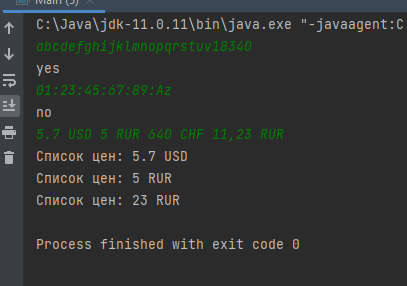 Main (5) ×
C:\Java\jdk-11.0.11\bin\java.exe "-javaagent:C
abcdefghijklmnopqrstuv18340
yes
01:23:45:67:89:Az
no
5.7 USD 5 RUR 640 CHF 11,23 RUR
Список цен: 5.7 USD
Список цен: 5 RUR
Список цен: 23 RUR
Process finished with exit code 0